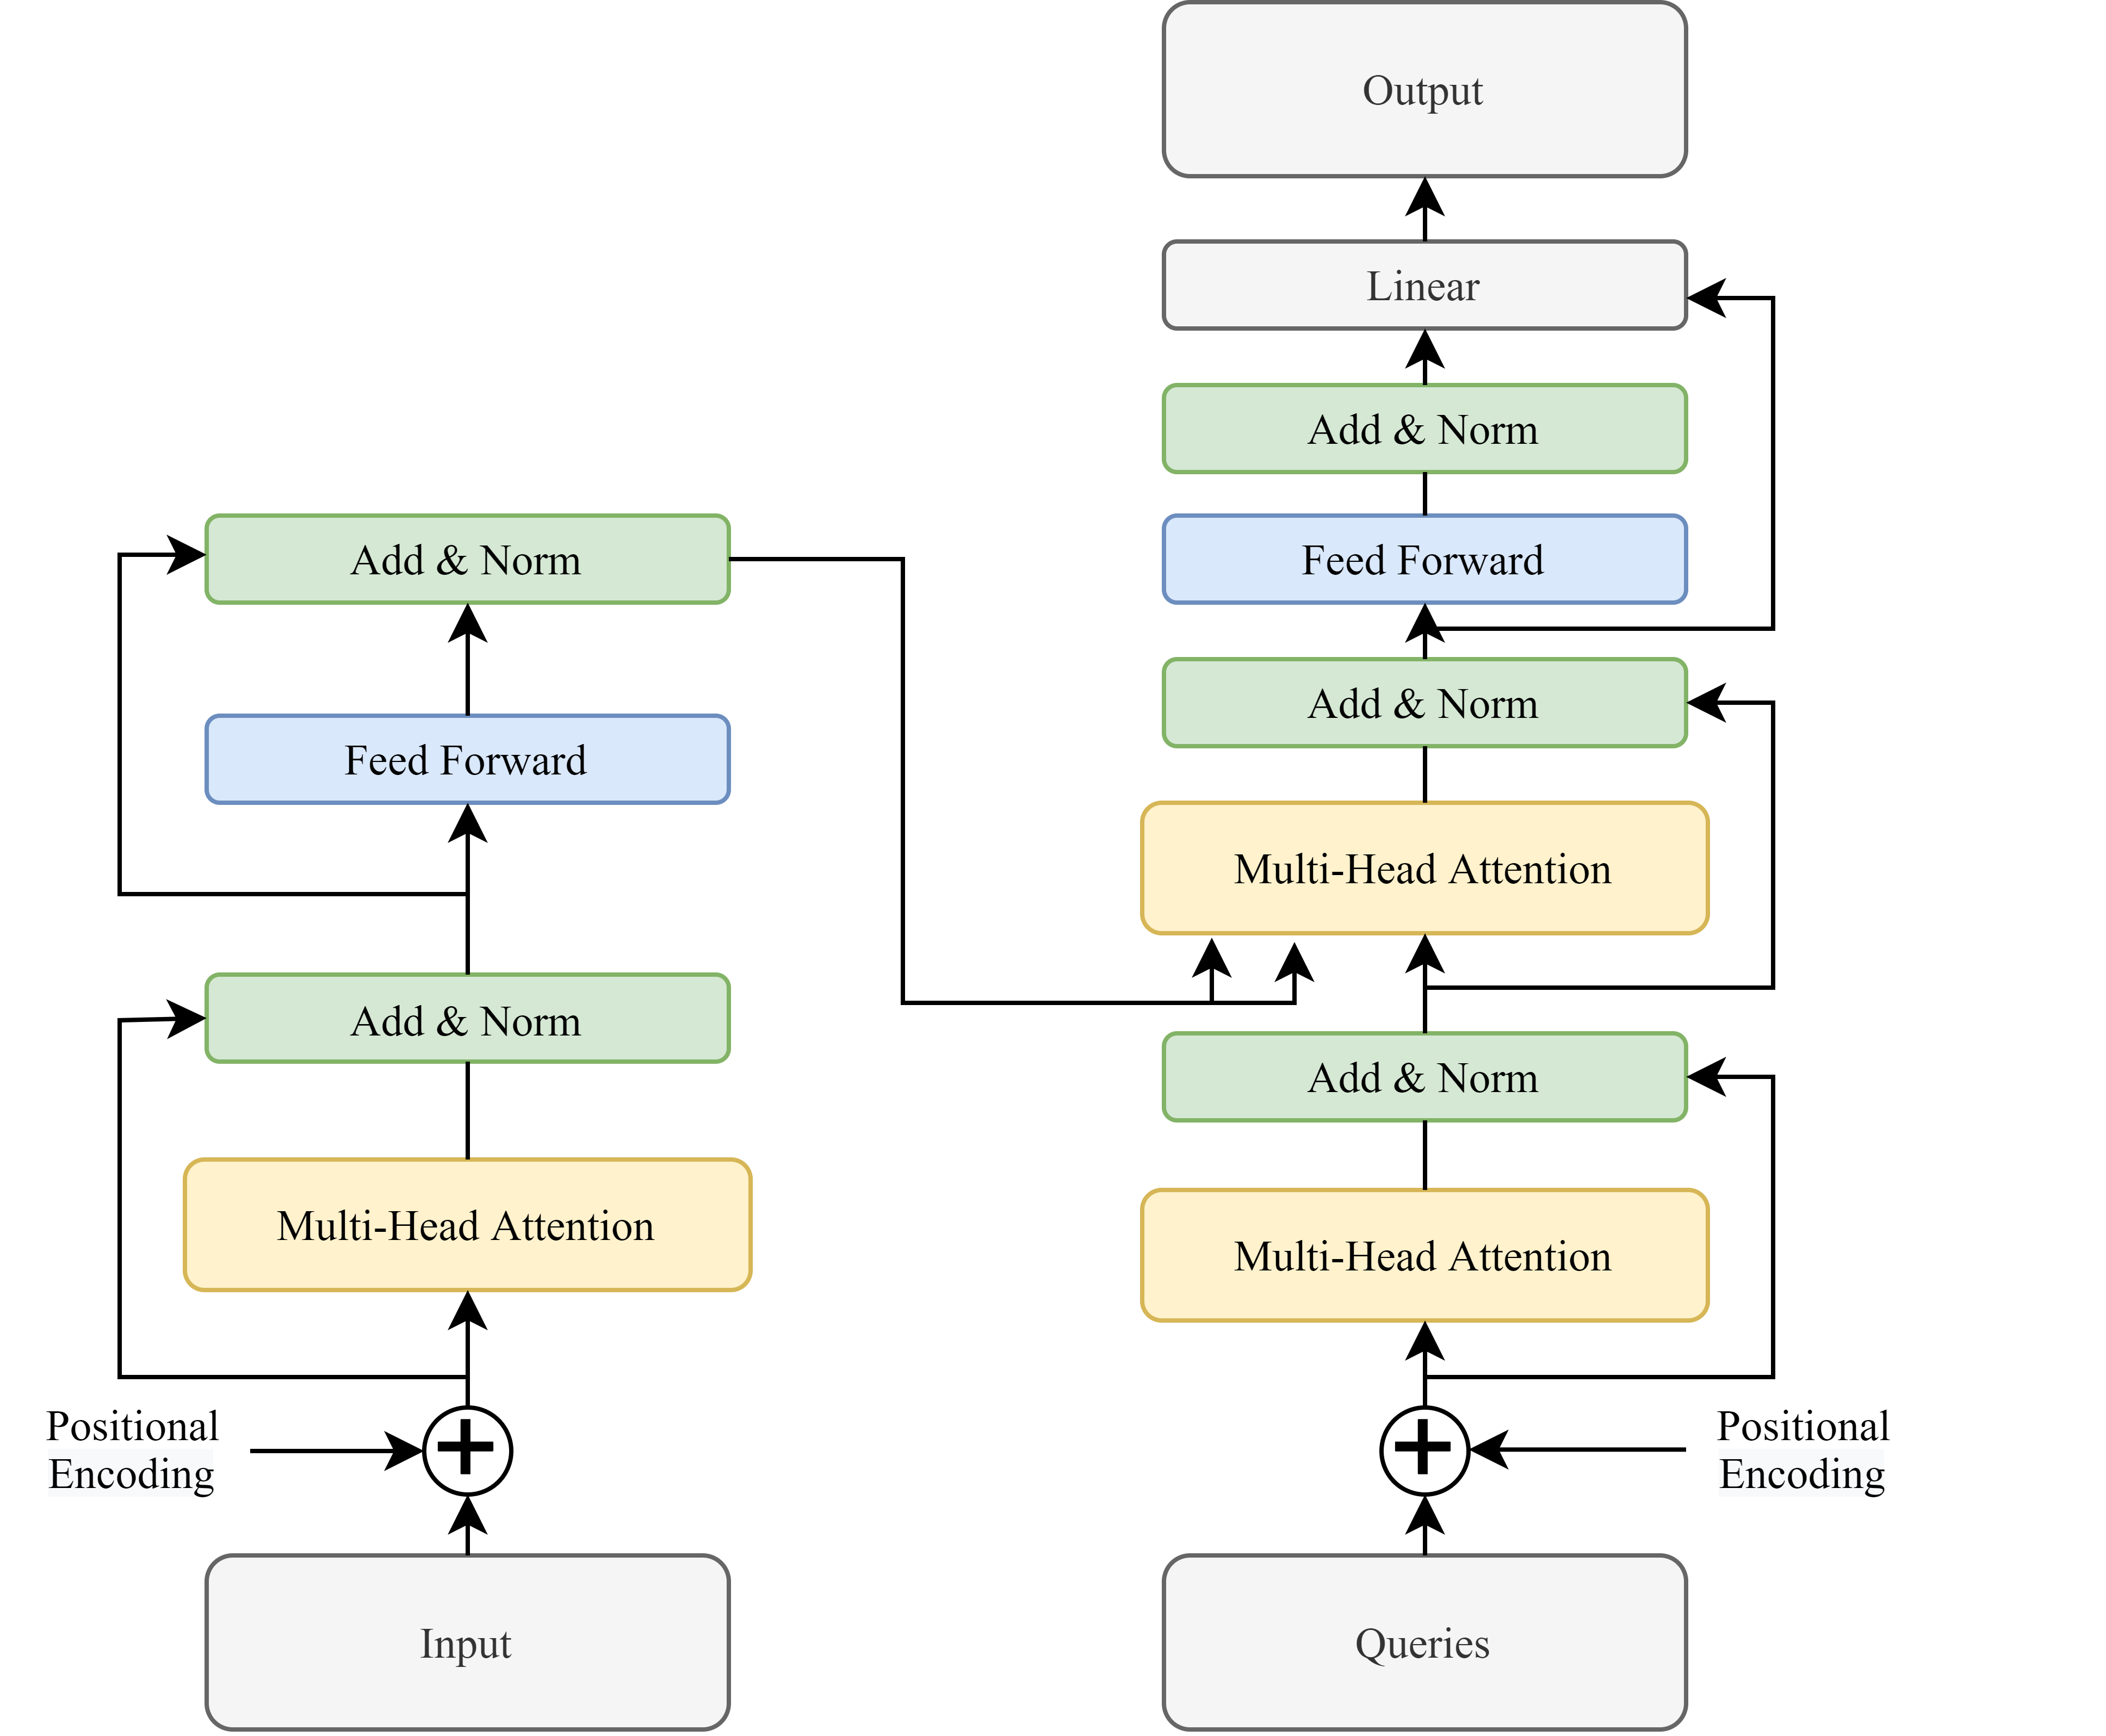 Output
Linear
Add & Norm
Feed Forward
Add & Norm
Multi-Head Attention
Add & Norm
Multi-Head Attention
Positional
Encoding
Queries
Add & Norm
Feed Forward
Add & Norm
Multi-Head Attention
Positional
Encoding
Input